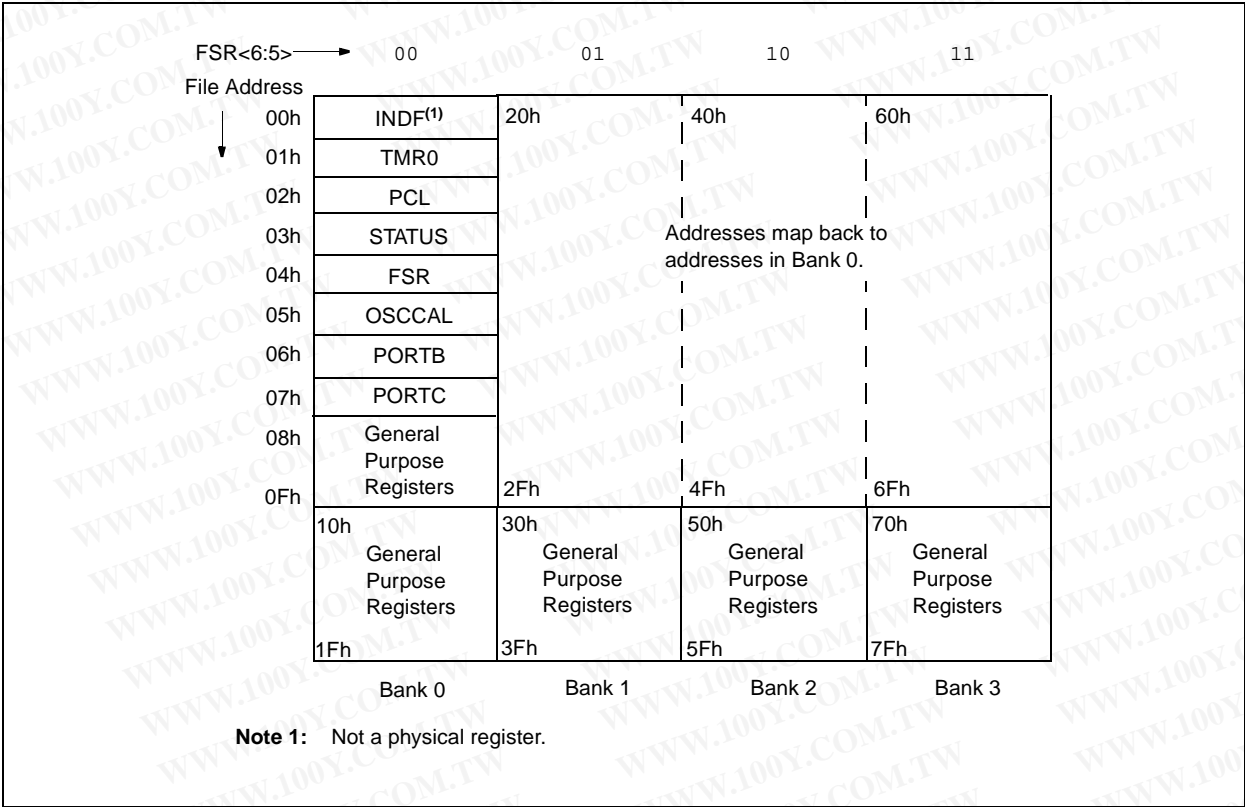 FSR<6:5> 00 01 10 11
File Address
00h INDF(1) 20h 40h 60h
01h TMR0
02h PCL
03h STATUS
Addresses map back to
addresses in Bank 0.
04h FSR
05h OSCCAL
06h PORTB
07h PORTC
08h General
Purpose
Registers
0Fh 2Fh 4Fh 6Fh
10h 30h 50h 70h
General General General General
Purpose Purpose Purpose Purpose
Registers Registers Registers Registers
1Fh 3Fh 5Fh 7Fh
Bank 0 Bank 1 Bank 2 Bank 3
Note 1: Not a physical register.
WWW.100Y.COM.TW